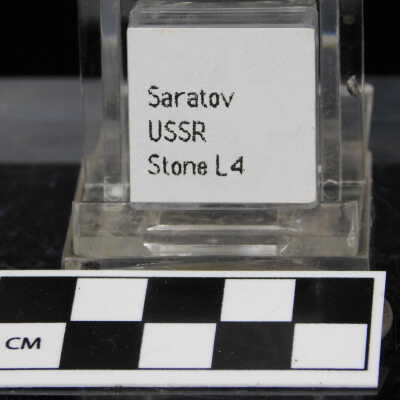 Saratov
USSR
Stone L4
CM